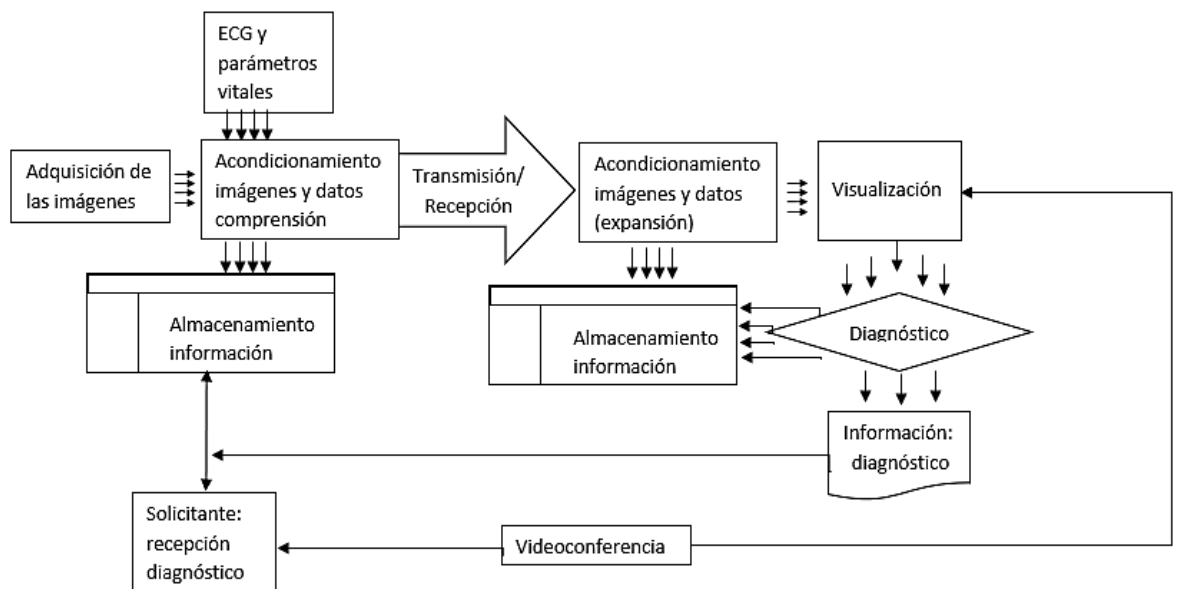 ECG y
parámetros
vitales
Adquisición de
las imágenes
Acondicionamiento
imágenes y datos
comprensión
Transmisión/
Recepción
Acondicionamiento
imágenes y datos
(expansión)
Visualización
Almacenamiento
información
Almacenamiento
información
Diagnóstico
Información:
diagnóstico
Solicitante:
recepción
diagnóstico
Videoconferencia